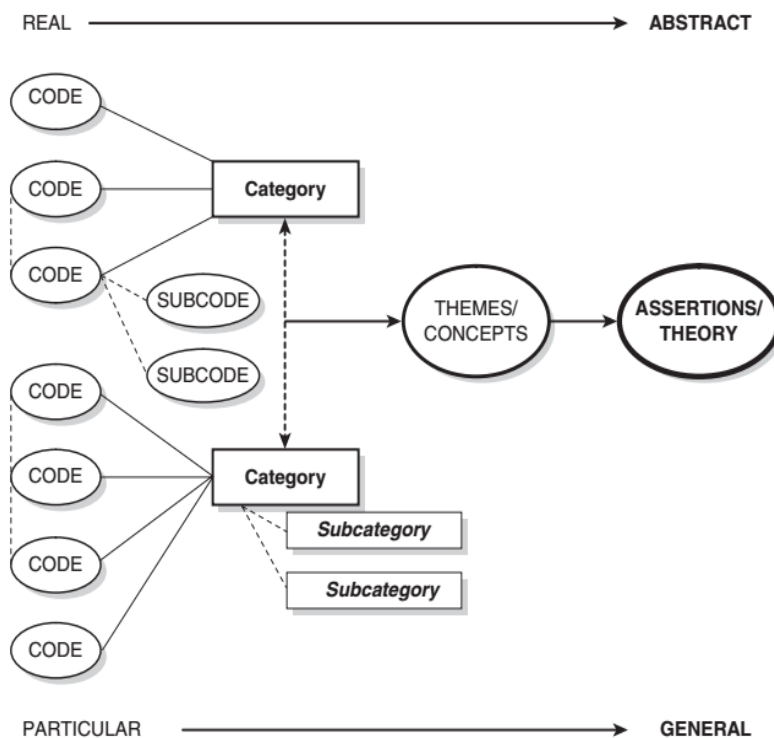 REAL
ABSTRACT
CODE
CODE
Category
CODE
SUBCODE
THEMES/
CONCEPTS
ASSERTIONS/
THEORY
SUBCODE
CODE
CODE
Category
Subcategory
CODE
Subcategory
CODE
PARTICULAR
GENERAL